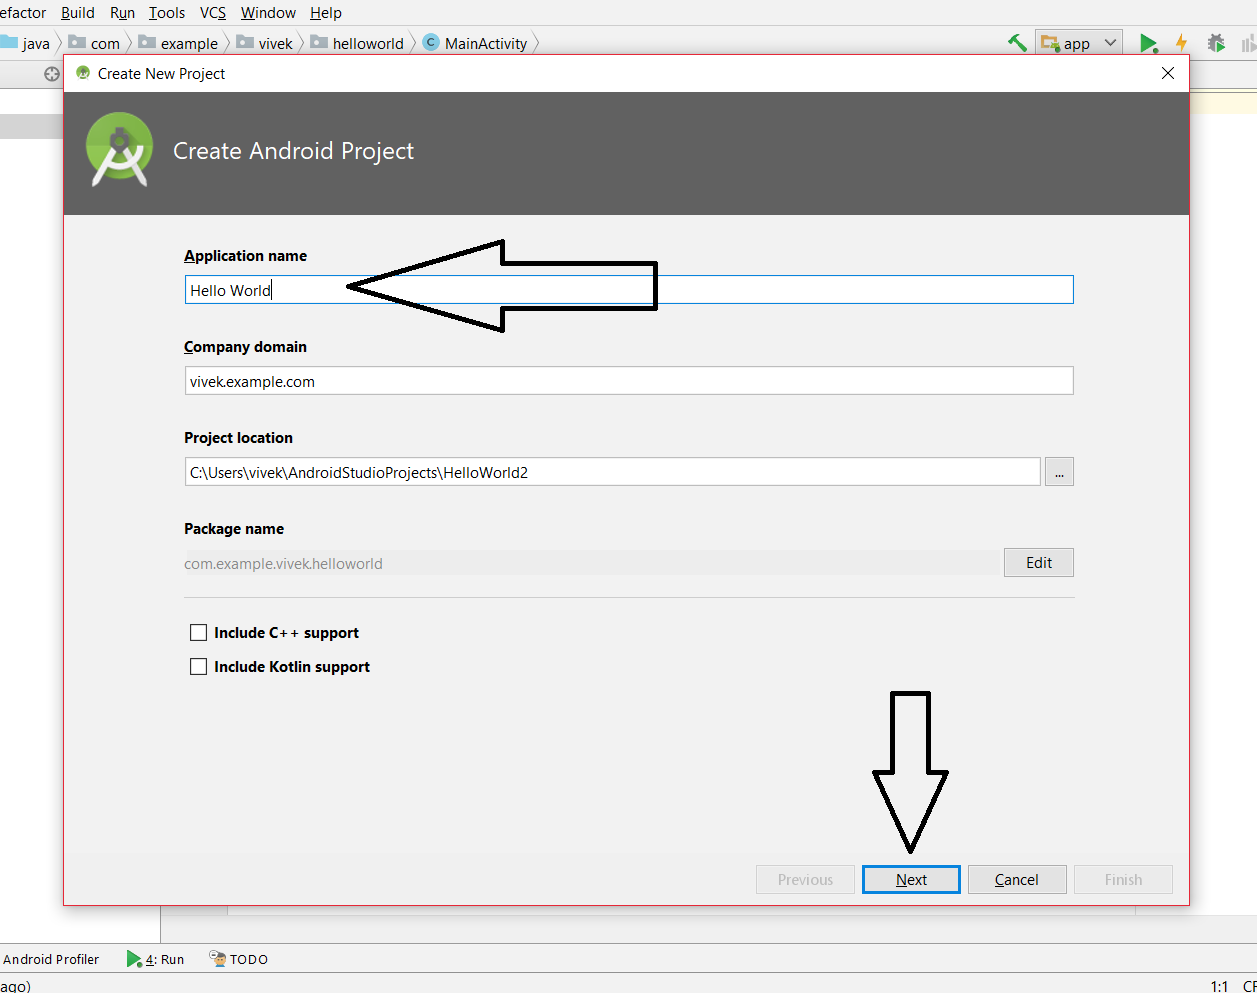 efactor Build Run Tools VCS Window Help
java com example vivek helloworld C MainActivity app
Create New Project
Create Android Project
Application name
Hello World
Company domain
vivek.example.com
Project location
C:\Users\vivek\AndroidStudioProjects\HelloWorld2
...
Package name
com.example.vivek.helloworld
Edit
Include C++ support
Include Kotlin support
Previous Next Cancel Finish
Android Profiler 4: Run TODO
ago) 1:1 CF